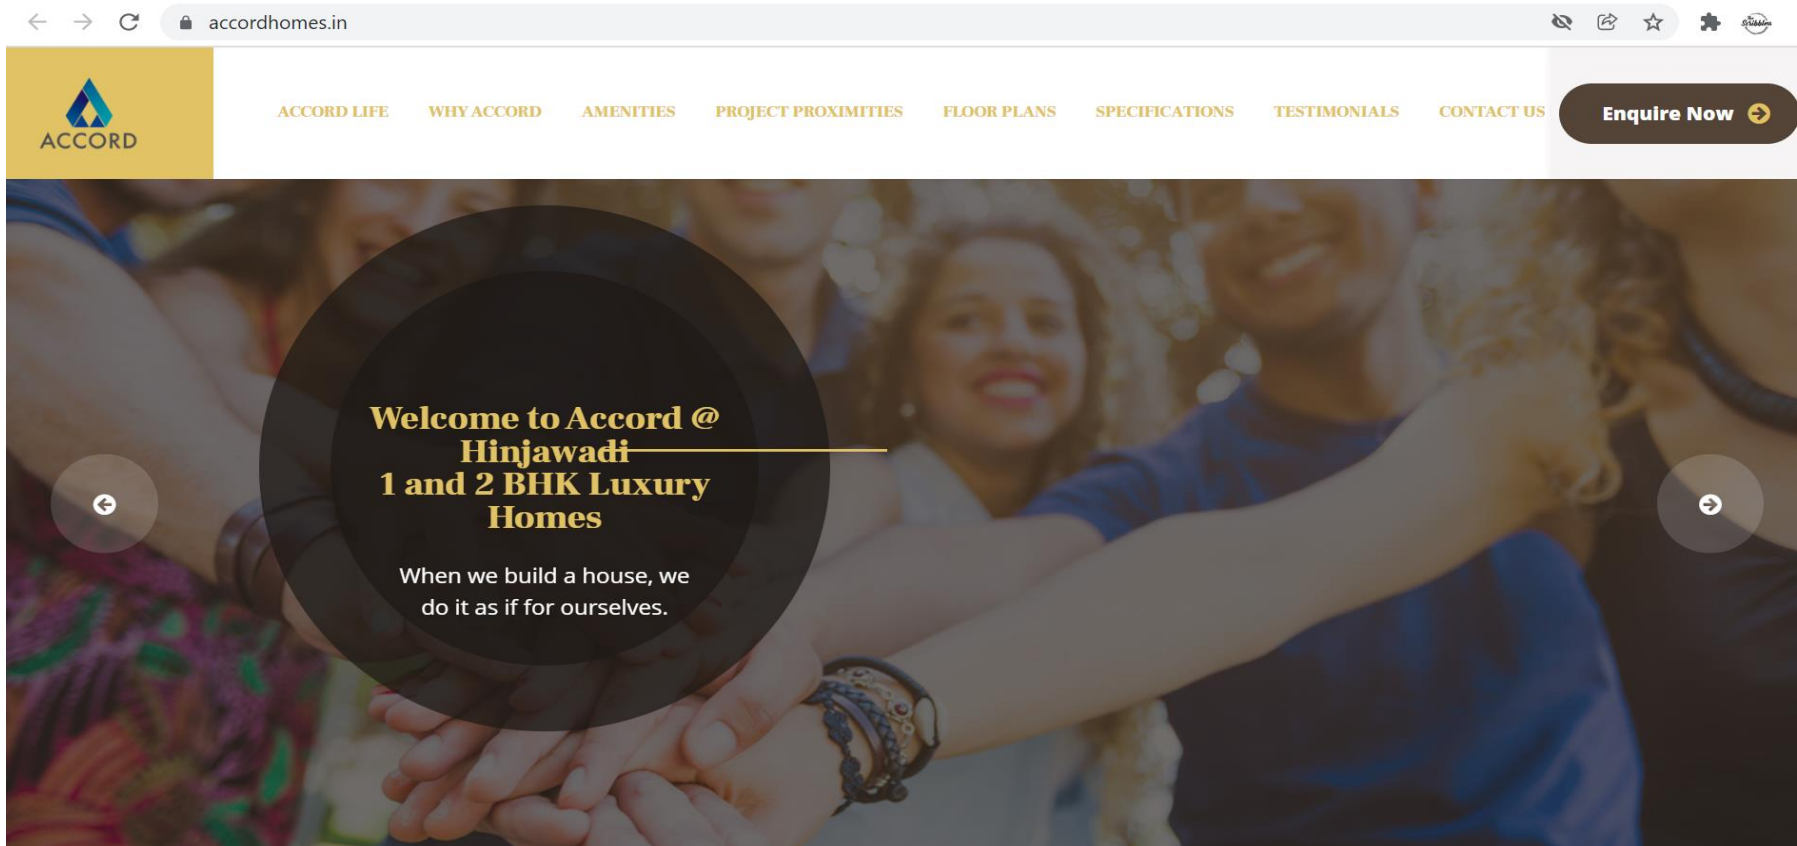 accordhomes.in
ACCORD
ACCORD LIFE
WHY ACCORD
AMENITIES
PROJECT PROXIMITIES
FLOOR PLANS
SPECIFICATIONS
TESTIMONIALS
CONTACT US
Enquire Now
Welcome to Accord @
Hinjawadi
1 and 2 BHK Luxury
Homes
When we build a house, we
do it as if for ourselves.